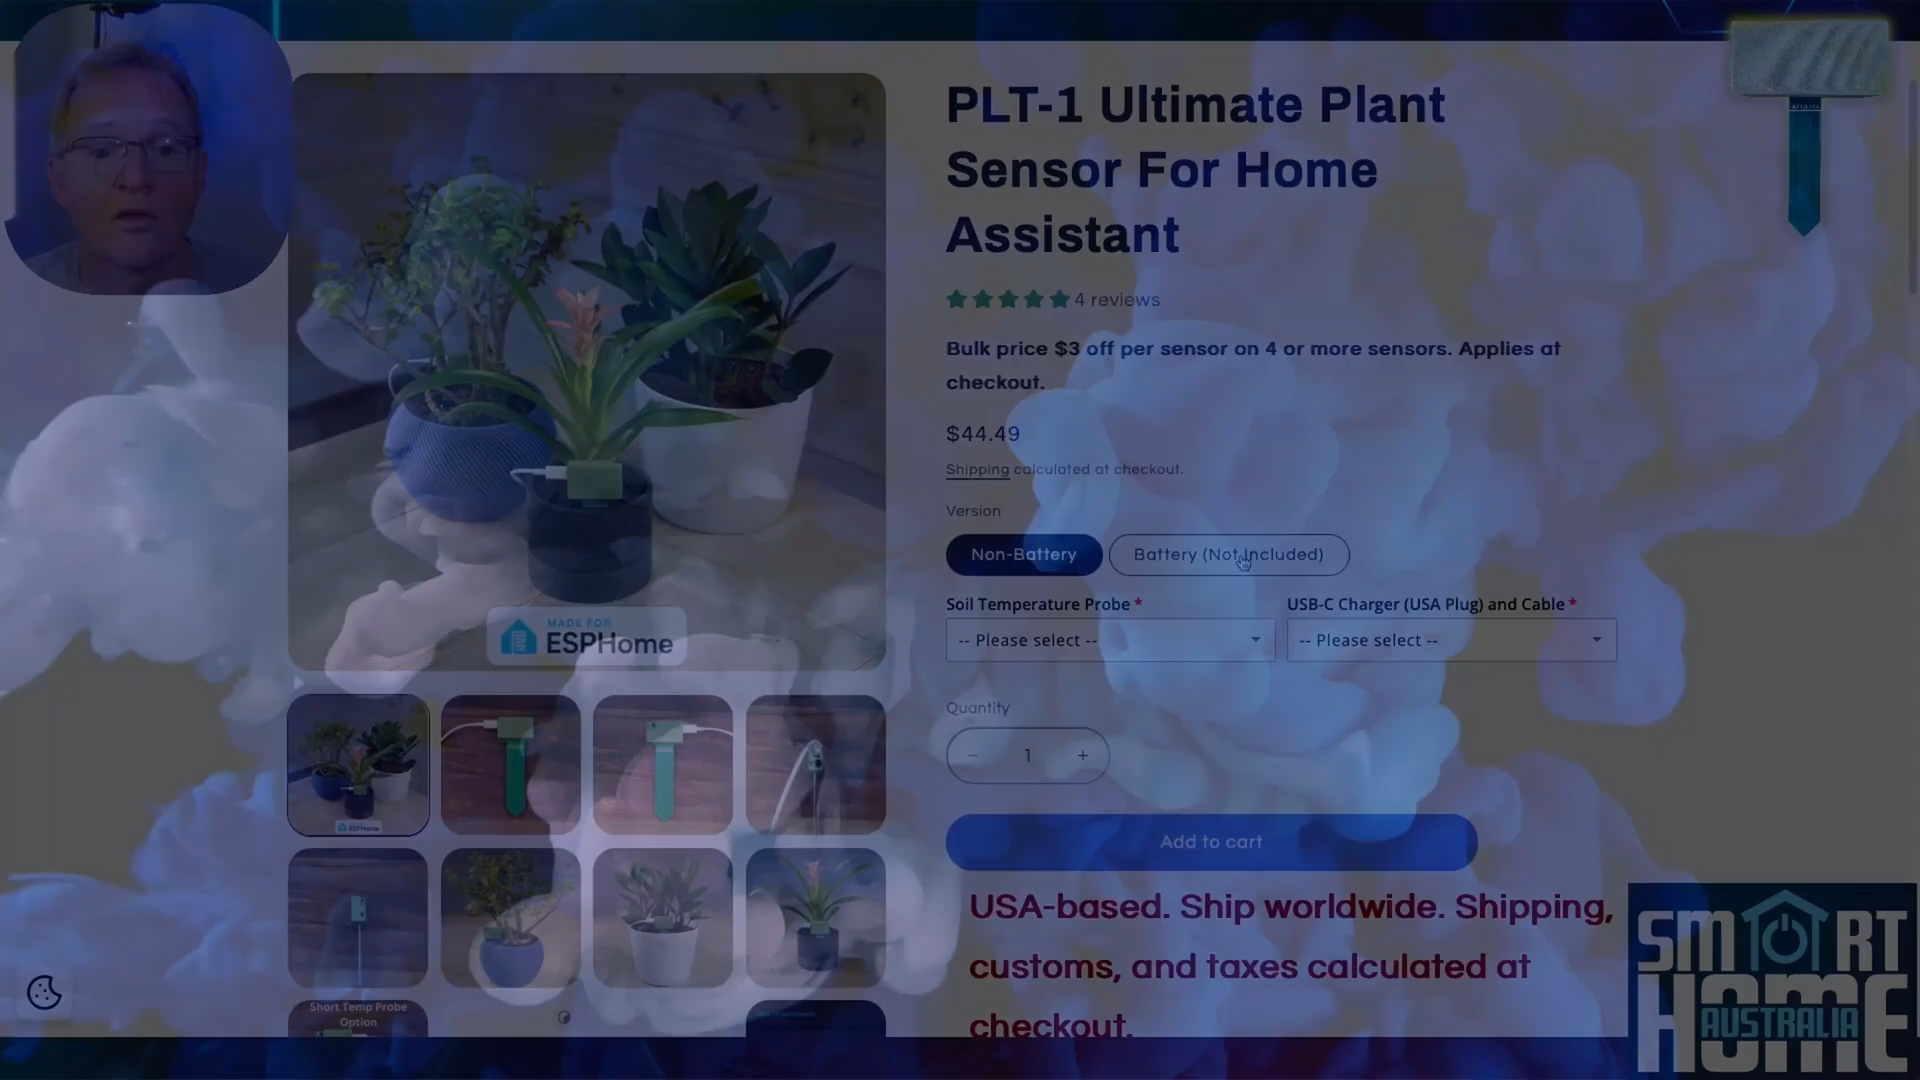 PLT-1 Ultimate Plant
Sensor For Home
Assistant
4 reviews
Bulk price $3 off per sensor on 4 or more sensors. Applies at
checkout.
$44.49
Shipping calculated at checkout.
Version
Non-Battery
Battery (Not Included)
Soil Temperature Probe *
USB-C Charger (USA Plug) and Cable *
-- Please select --
-- Please select --
Quantity
− 1 +
Add to cart
USA-based. Ship worldwide. Shipping,
customs, and taxes calculated at
checkout.
MADE FOR
ESPHome
ESPHome
Short Temp Probe
Option
SMART
HOME
AUSTRALIA